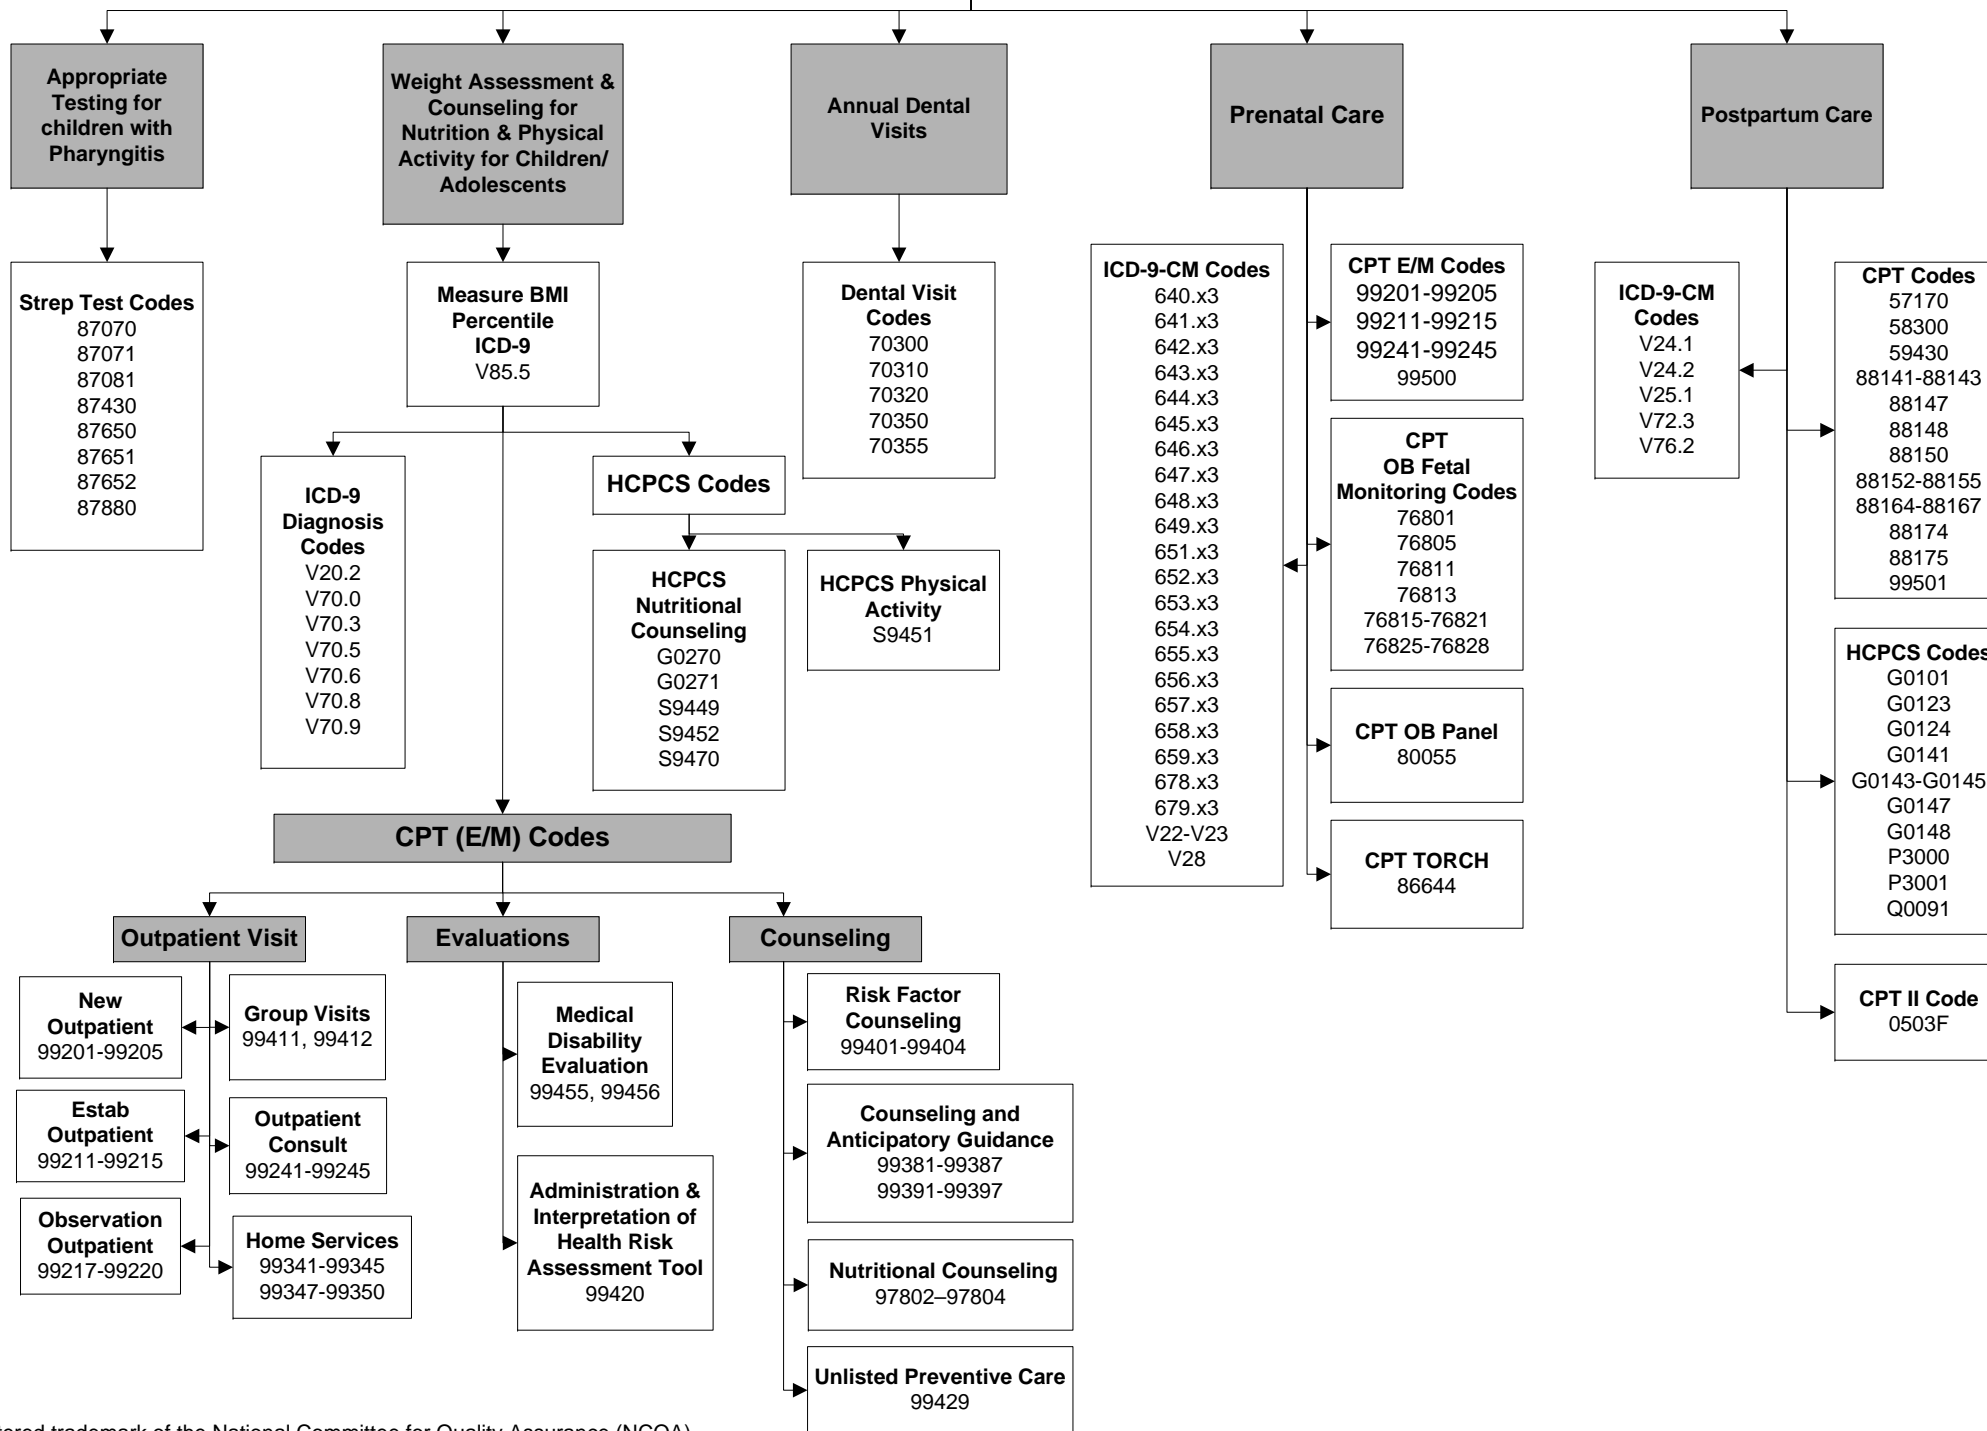 Appropriate
Testing for
children with
Pharyngitis
Strep Test Codes
87070
87071
87081
87430
87650
87651
87652
87880
Weight Assessment &
Counseling for
Nutrition & Physical
Activity for Children/
Adolescents
Measure BMI
Percentile
ICD-9
V85.5
ICD-9
Diagnosis
Codes
V20.2
V70.0
V70.3
V70.5
V70.6
V70.8
V70.9
HCPCS Codes
HCPCS
Nutritional
Counseling
G0270
G0271
S9449
S9452
S9470
HCPCS Physical
Activity
S9451
CPT (E/M) Codes
Outpatient Visit
New
Outpatient
99201-99205
Group Visits
99411, 99412
Estab
Outpatient
99211-99215
Outpatient
Consult
99241-99245
Observation
Outpatient
99217-99220
Home Services
99341-99345
99347-99350
Evaluations
Medical
Disability
Evaluation
99455, 99456
Administration &
Interpretation of
Health Risk
Assessment Tool
99420
Counseling
Risk Factor
Counseling
99401-99404
Counseling and
Anticipatory Guidance
99381-99387
99391-99397
Nutritional Counseling
97802–97804
Unlisted Preventive Care
99429
Annual Dental
Visits
Dental Visit
Codes
70300
70310
70320
70350
70355
Prenatal Care
ICD-9-CM Codes
640.x3
641.x3
642.x3
643.x3
644.x3
645.x3
646.x3
647.x3
648.x3
649.x3
651.x3
652.x3
653.x3
654.x3
655.x3
656.x3
657.x3
658.x3
659.x3
678.x3
679.x3
V22-V23
V28
CPT E/M Codes
99201-99205
99211-99215
99241-99245
99500
CPT
OB Fetal
Monitoring Codes
76801
76805
76811
76813
76815-76821
76825-76828
CPT OB Panel
80055
CPT TORCH
86644
Postpartum Care
ICD-9-CM
Codes
V24.1
V24.2
V25.1
V72.3
V76.2
CPT Codes
57170
58300
59430
88141-88143
88147
88148
88150
88152-88155
88164-88167
88174
88175
99501
HCPCS Codes
G0101
G0123
G0124
G0141
G0143-G0145
G0147
G0148
P3000
P3001
Q0091
CPT II Code
0503F
trademark of the National Committee for Quality Assurance (NCQA)